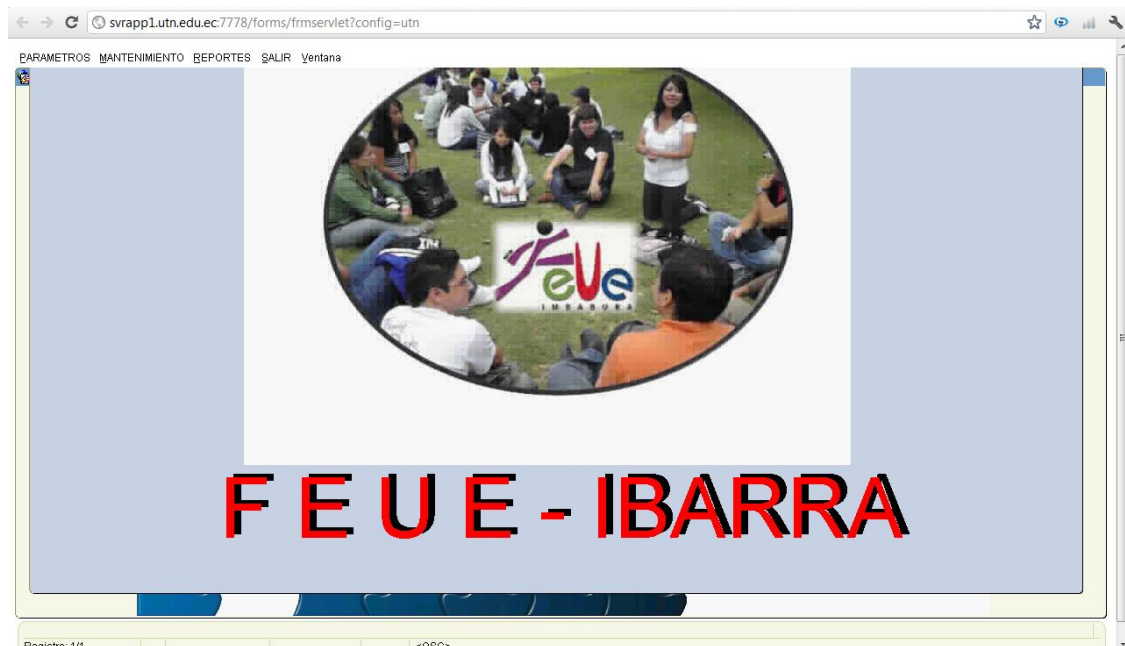 svrapp1.utn.edu.ec:7778/forms/frmservlet?config=utn
PARAMETROS MANTENIMIENTO REPORTES SALIR Ventana
FeUe
IMBABURA
F E U E - IBARRA
Registro: 1/1 <OSC>